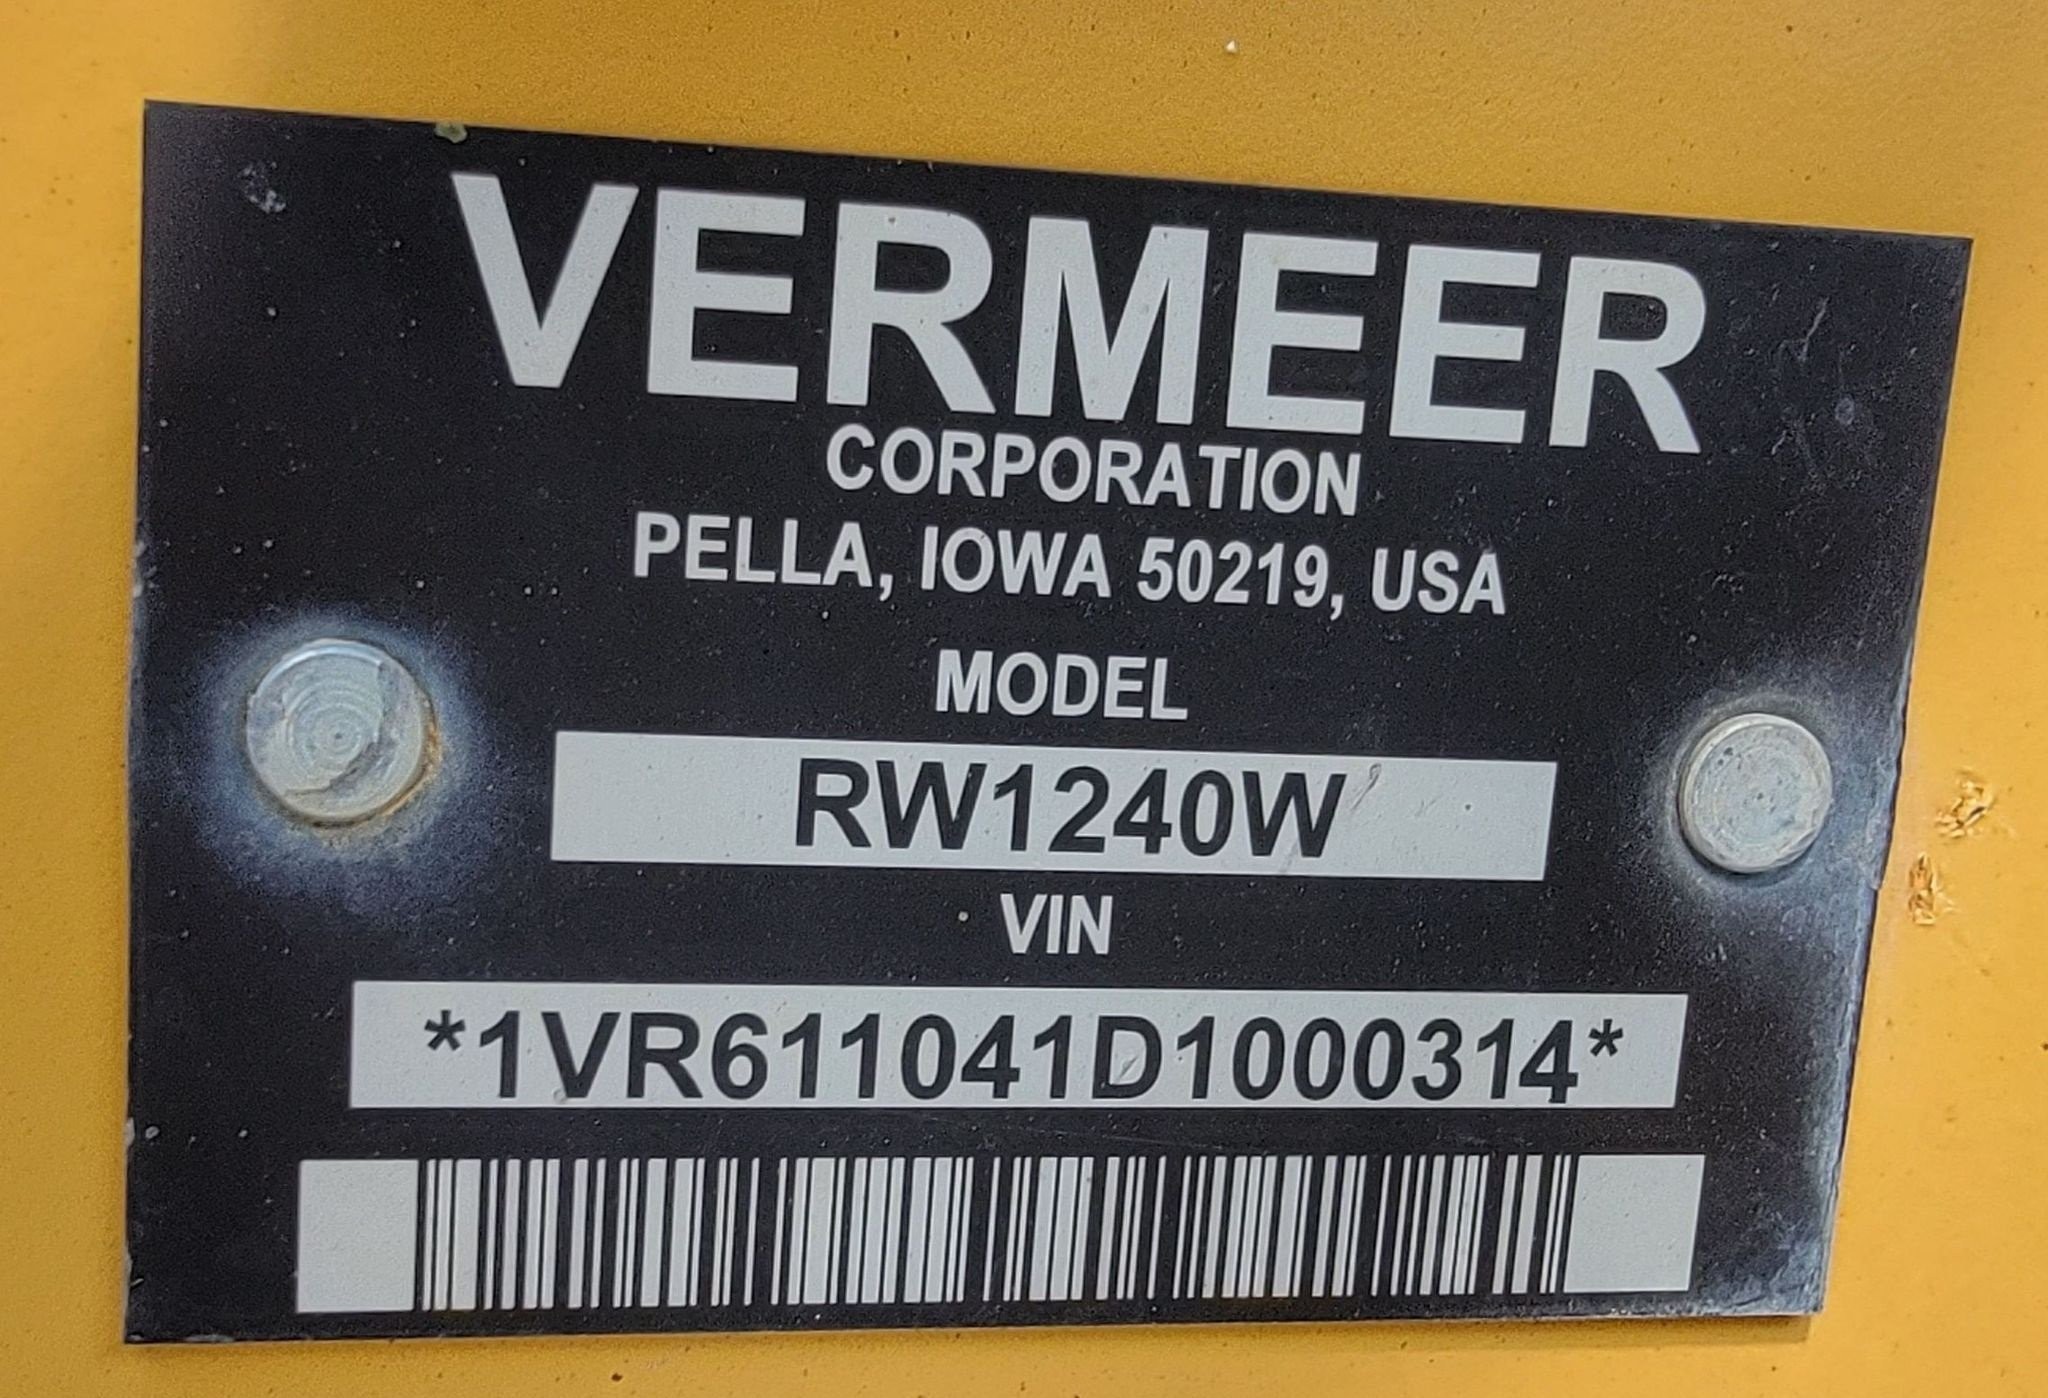 VERMEER
CORPORATION
PELLA, IOWA 50219, USA
MODEL
RW1240W
VIN
*1VR611041D1000314*